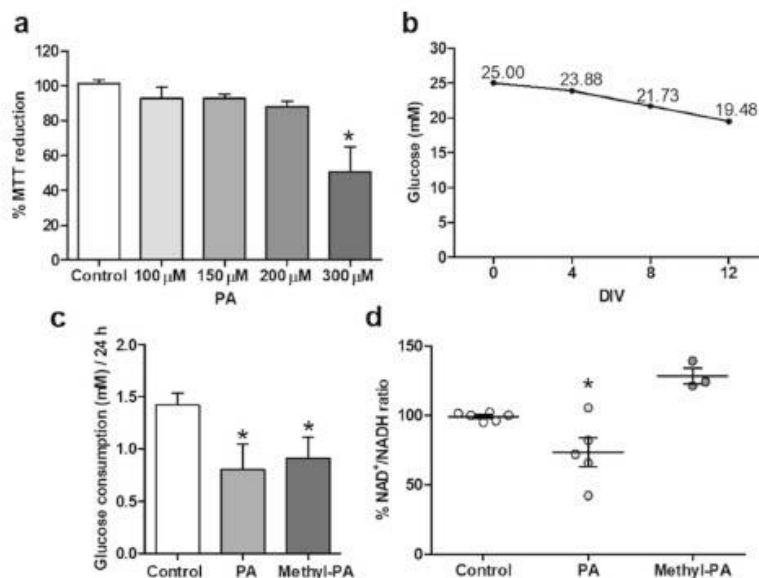 a
% MTT reduction
120
100
80
60
40
20
0
Control 100 μM 150 μM 200 μM 300 μM
*
PA
b
Glucose (mM)
30
25
20
15
10
5
0
25.00
23.88
21.73
19.48
0 4 8 12
DIV
c
Glucose consumption (mM) / 24 h
2.0
1.5
1.0
0.5
0.0
* *
Control PA Methyl-PA
d
% NAD⁺/NADH ratio
150
100
50
0
*
Control PA Methyl-PA